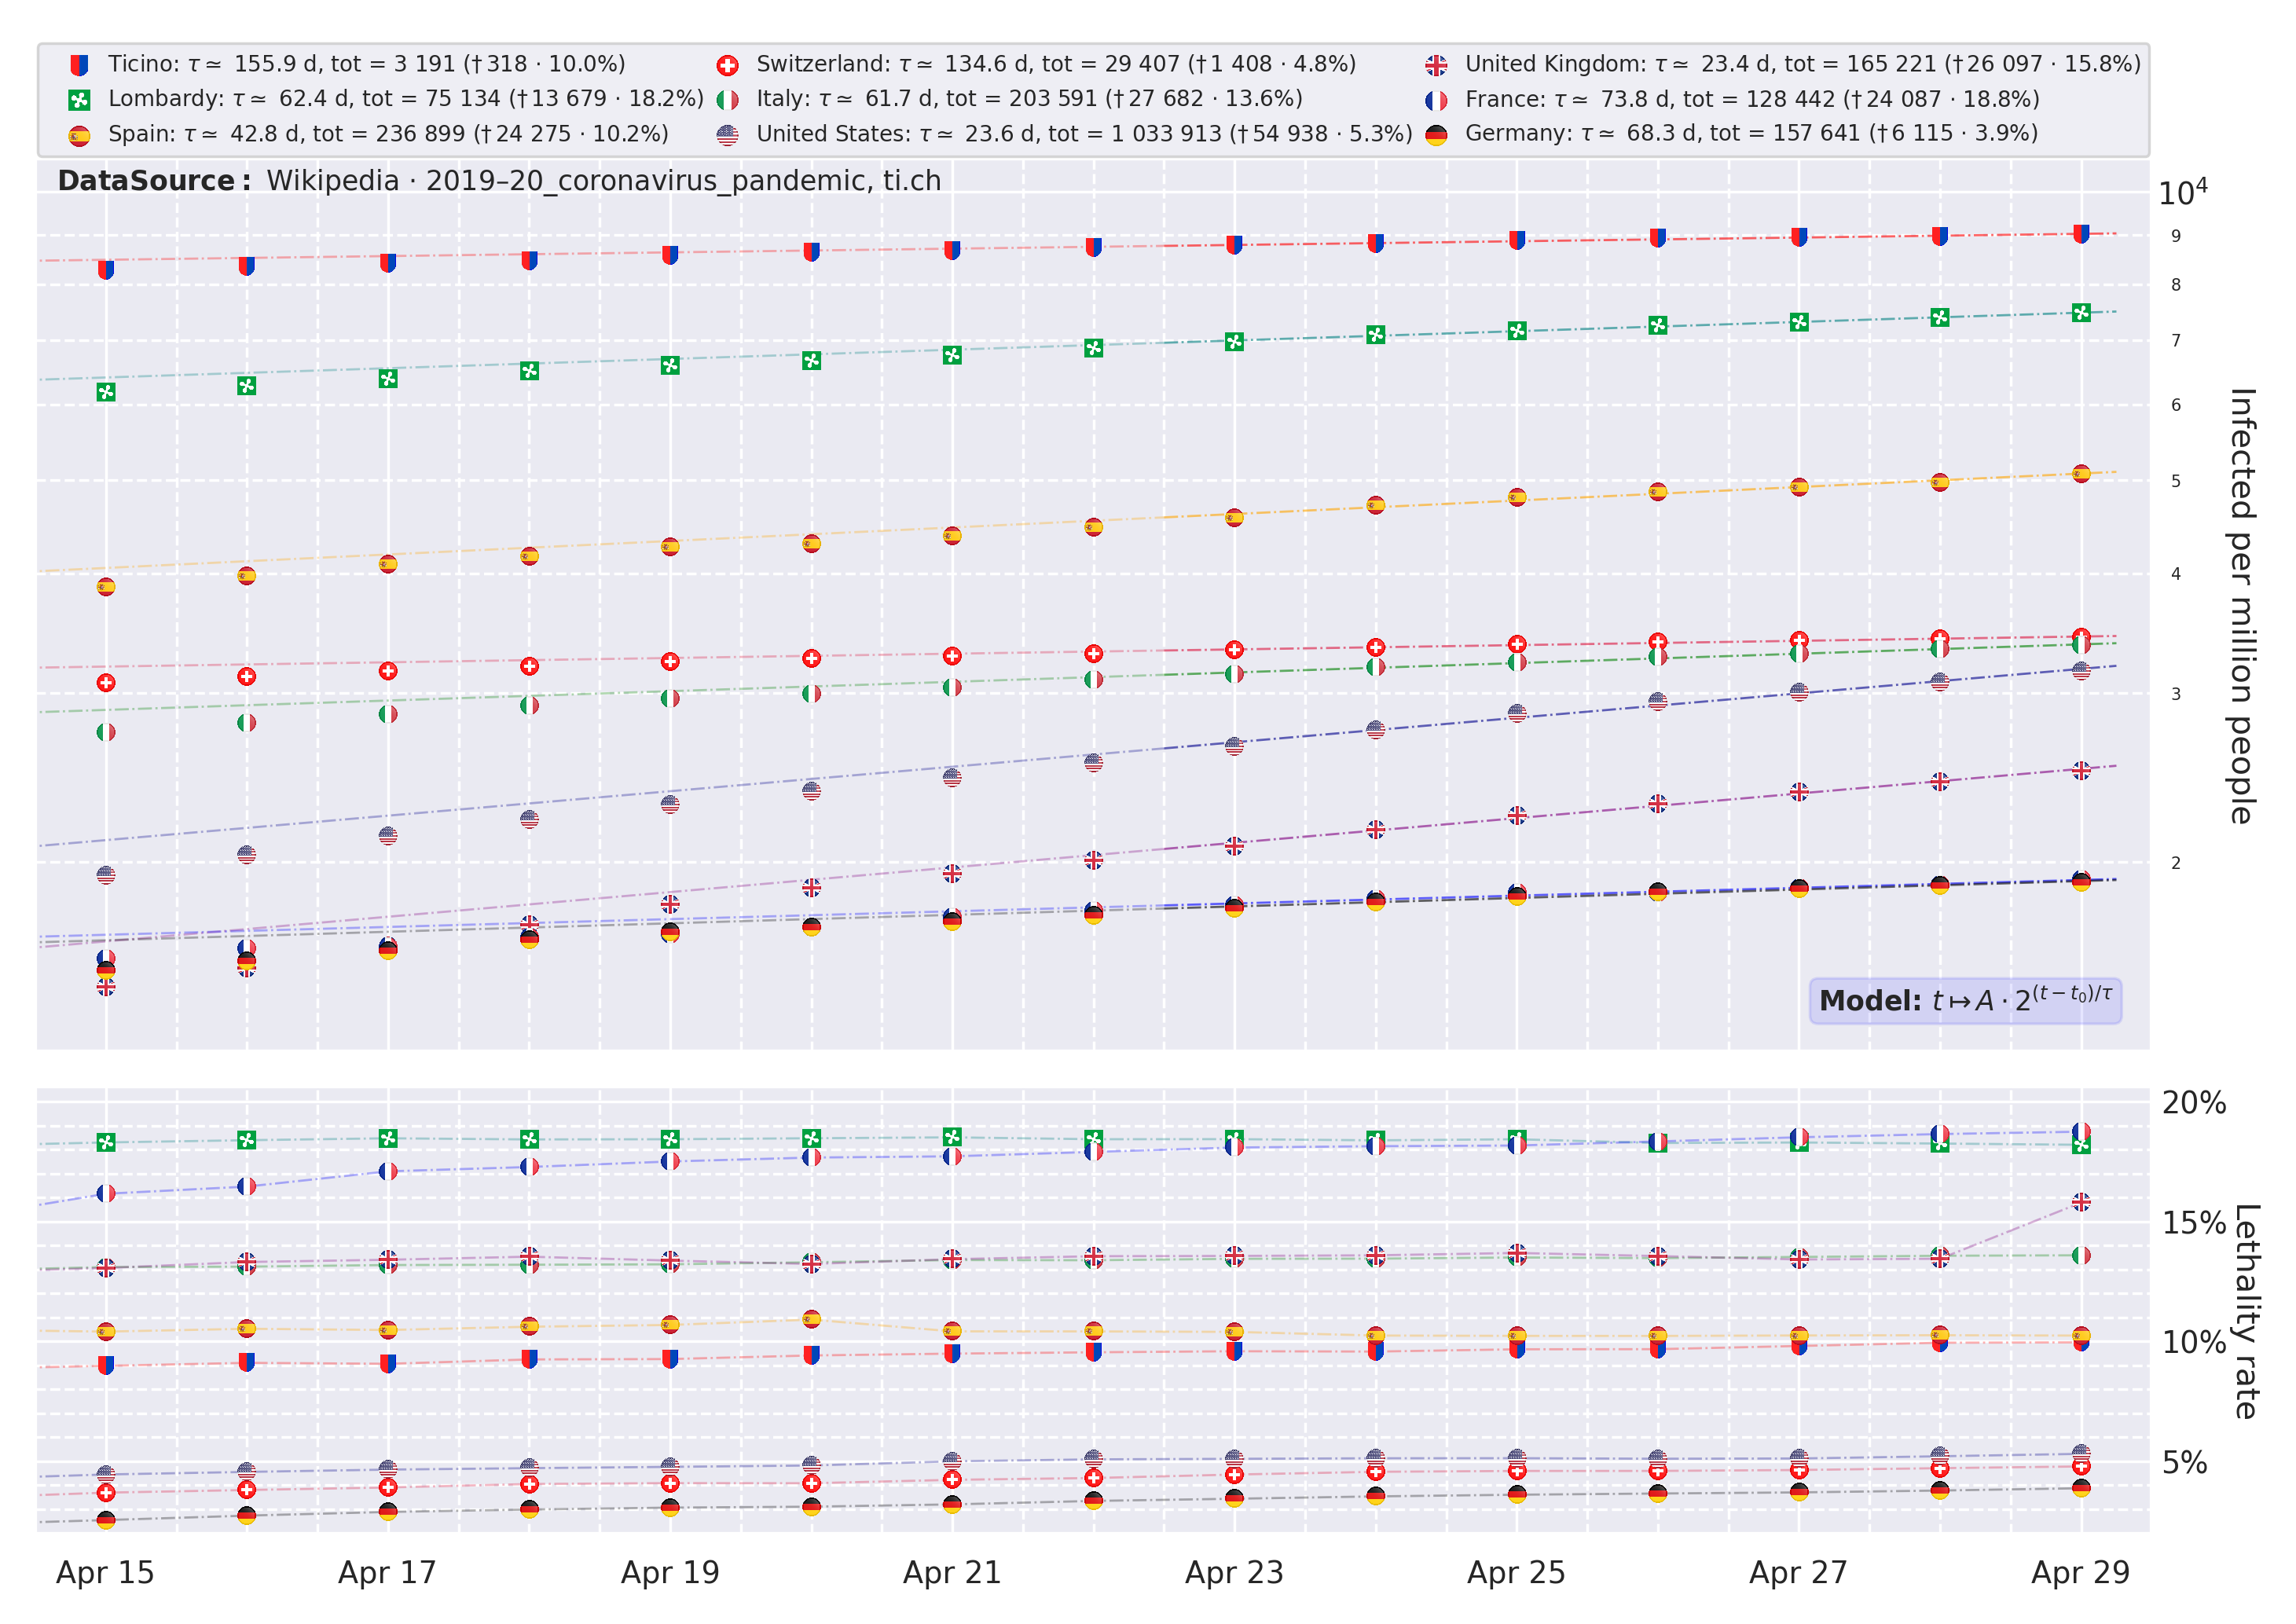 Ticino: τ ≃ 155.9 d, tot = 3 191 (†318 · 10.0%)
Lombardy: τ ≃ 62.4 d, tot = 75 134 (†13 679 · 18.2%)
Spain: τ ≃ 42.8 d, tot = 236 899 (†24 275 · 10.2%)
Switzerland: τ ≃ 134.6 d, tot = 29 407 (†1 408 · 4.8%)
Italy: τ ≃ 61.7 d, tot = 203 591 (†27 682 · 13.6%)
United States: τ ≃ 23.6 d, tot = 1 033 913 (†54 938 · 5.3%)
United Kingdom: τ ≃ 23.4 d, tot = 165 221 (†26 097 · 15.8%)
France: τ ≃ 73.8 d, tot = 128 442 (†24 087 · 18.8%)
Germany: τ ≃ 68.3 d, tot = 157 641 (†6 115 · 3.9%)
DataSource: Wikipedia · 2019–20_coronavirus_pandemic, ti.ch
10⁴
9
8
7
6
5
4
3
2
Infected per million people
Model: t ↦ A · 2^{(t − t₀)/τ}
20%
15%
10%
5%
Lethality rate
Apr 15
Apr 17
Apr 19
Apr 21
Apr 23
Apr 25
Apr 27
Apr 29